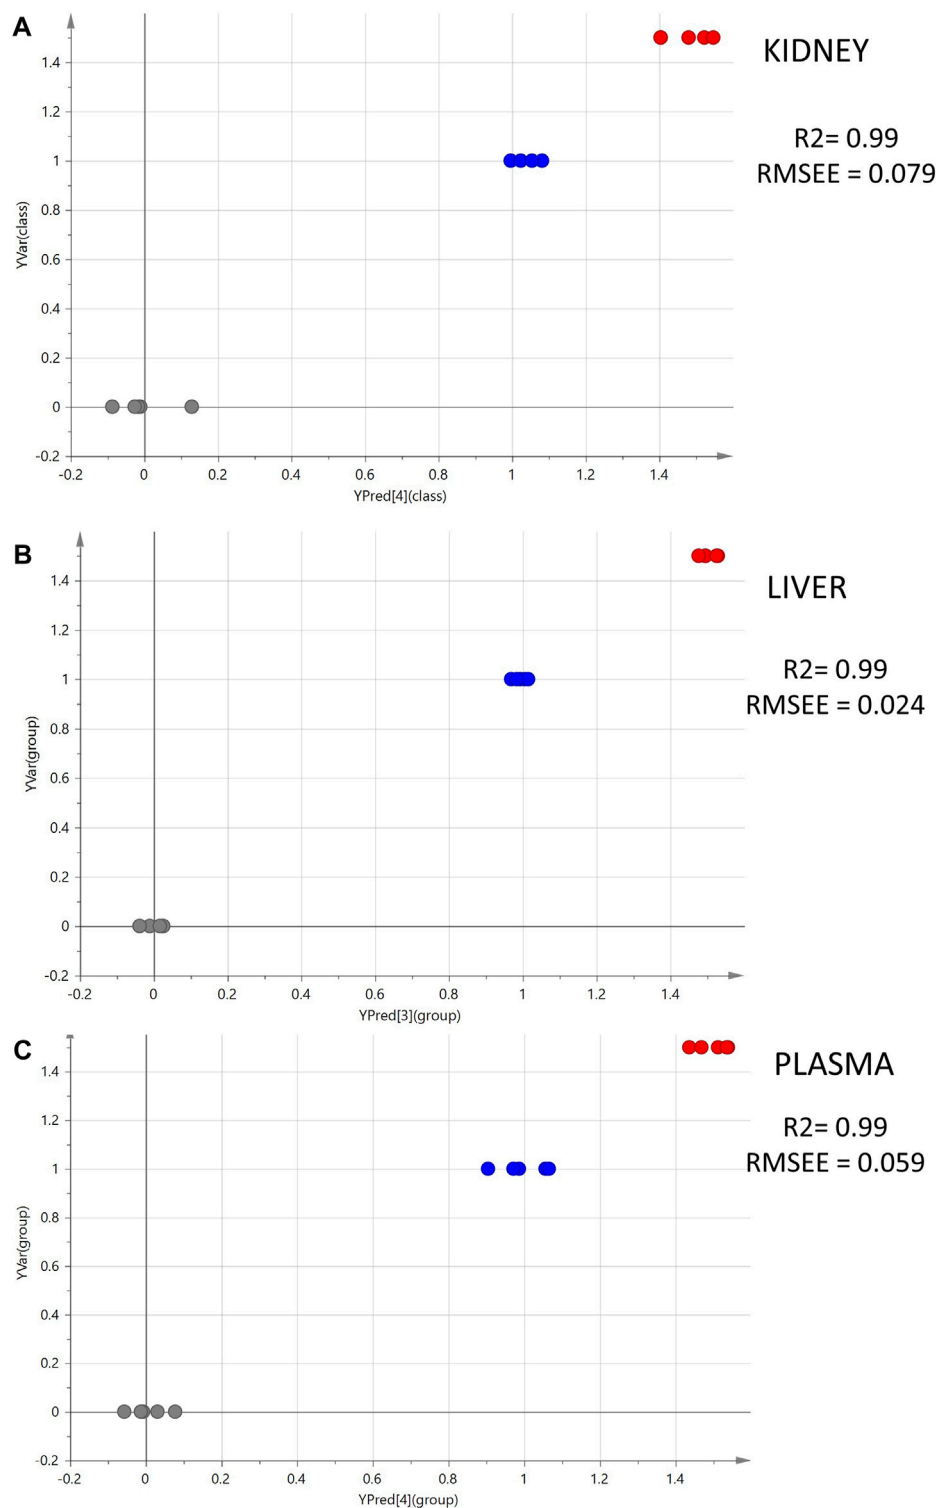 A
KIDNEY
R2= 0.99
RMSEE = 0.079
YVar(class)
1.4
1.2
1
0.8
0.6
0.4
0.2
0
-0.2
-0.2 0 0.2 0.4 0.6 0.8 1 1.2 1.4
YPred[4](class)
B
LIVER
R2= 0.99
RMSEE = 0.024
YVar(group)
1.4
1.2
1
0.8
0.6
0.4
0.2
0
-0.2
-0.2 0 0.2 0.4 0.6 0.8 1 1.2 1.4
YPred[3](group)
C
PLASMA
R2= 0.99
RMSEE = 0.059
YVar(group)
1.4
1.2
1
0.8
0.6
0.4
0.2
0
-0.2
-0.2 0 0.2 0.4 0.6 0.8 1 1.2 1.4
YPred[4](group)